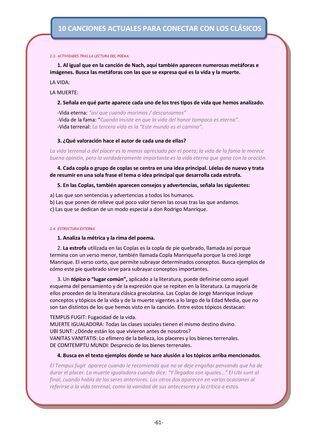 10 CANCIONES ACTUALES PARA CONECTAR CON LOS CLÁSICOS
2.3. ACTIVIDADES TRAS LA LECTURA DEL POEMA.
1. Al igual que en la canción de Nach, aquí también aparecen numerosas metáforas e
imágenes. Busca las metáforas con las que se expresa qué es la vida y la muerte.
LA VIDA:
LA MUERTE:
2. Señala en qué parte aparece cada uno de los tres tipos de vida que hemos analizado.
-Vida eterna: "así que cuando morimos / descansamos"
-Vida de la fama: "Cuando insiste en que la vida del honor tampoco es eterna".
-Vida terrenal: La tercera vida es la "Este mundo es el camino".
3. ¿Qué valoración hace el autor de cada una de ellas?
La vida terrenal o del placer es la menos apreciada por el poeta; la vida de la fama le merece
buena opinión, pero la verdaderamente importante es la vida eterna que gana con la oración.
4. Cada copla o grupo de coplas se centra en una idea principal. Léelas de nuevo y trata
de resumir en una sola frase el tema o idea principal que desarrolla cada estrofa.
5. En las Coplas, también aparecen consejos y advertencias, señala las siguientes:
a) Las que son sentencias y advertencias a todos los humanos.
b) Las que ponen de relieve qué poco valor tienen las cosas tras las que andamos.
c) Las que se dedican de un modo especial a don Rodrigo Manrique.
2.4. ESTRUCTURA EXTERNA
1. Analiza la métrica y la rima del poema.
2. La estrofa utilizada en las Coplas es la copla de pie quebrado, llamada así porque
termina con un verso menor, también llamada Copla Manriqueña porque la creó Jorge
Manrique. El verso corto, que permite subrayar determinados conceptos. Busca ejemplos de
cómo este pie quebrado sirve para subrayar conceptos importantes.
3. Un tópico o "lugar común", aplicado a la literatura, puede definirse como aquel
esquema del pensamiento y de la expresión que se repiten en la literatura. La mayoría de
ellos proceden de la literatura clásica grecolatina. Las Coplas de Jorge Manrique incluye
conceptos y tópicos de la vida y de la muerte vigentes a lo largo de la Edad Media, que no
son tan distintos de los que hemos visto en la canción. Entre estos tópicos destacan:
TEMPUS FUGIT: Fugacidad de la vida.
MUERTE IGUALADORA: Todas las clases sociales tienen el mismo destino divino.
UBI SUNT: ¿Dónde están los que vivieron antes de nosotros?
VANITAS VANITATIS: Lo efímero de la belleza, los placeres y los bienes terrenales.
DE COMTEMPTU MUNDI: Desprecio de los bienes terrenales.
4. Busca en el texto ejemplos donde se hace alusión a los tópicos arriba mencionados.
El Tempus fugit aparece cuando le recomienda que no se deje engañar pensando que ha de
durar el placer. La muerte igualadora cuando dice: "Y llegados son iguales..." El Ubi sunt al
final, cuando habla de los seres anteriores. Los otros dos aparecen en varias ocasiones al
referirse a la vida terrenal, como la vanidad de sus antecesores y la crítica a estos.
-61-